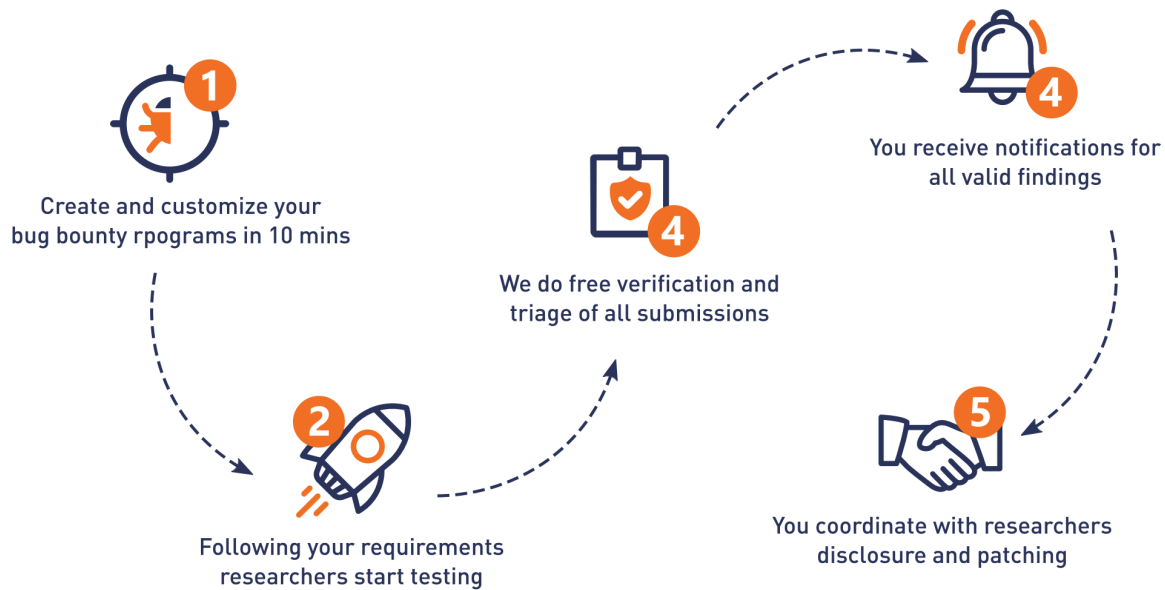 1
Create and customize your
bug bounty rpograms in 10 mins
2
Following your requirements
researchers start testing
4
We do free verification and
triage of all submissions
4
You receive notifications for
all valid findings
5
You coordinate with researchers
disclosure and patching